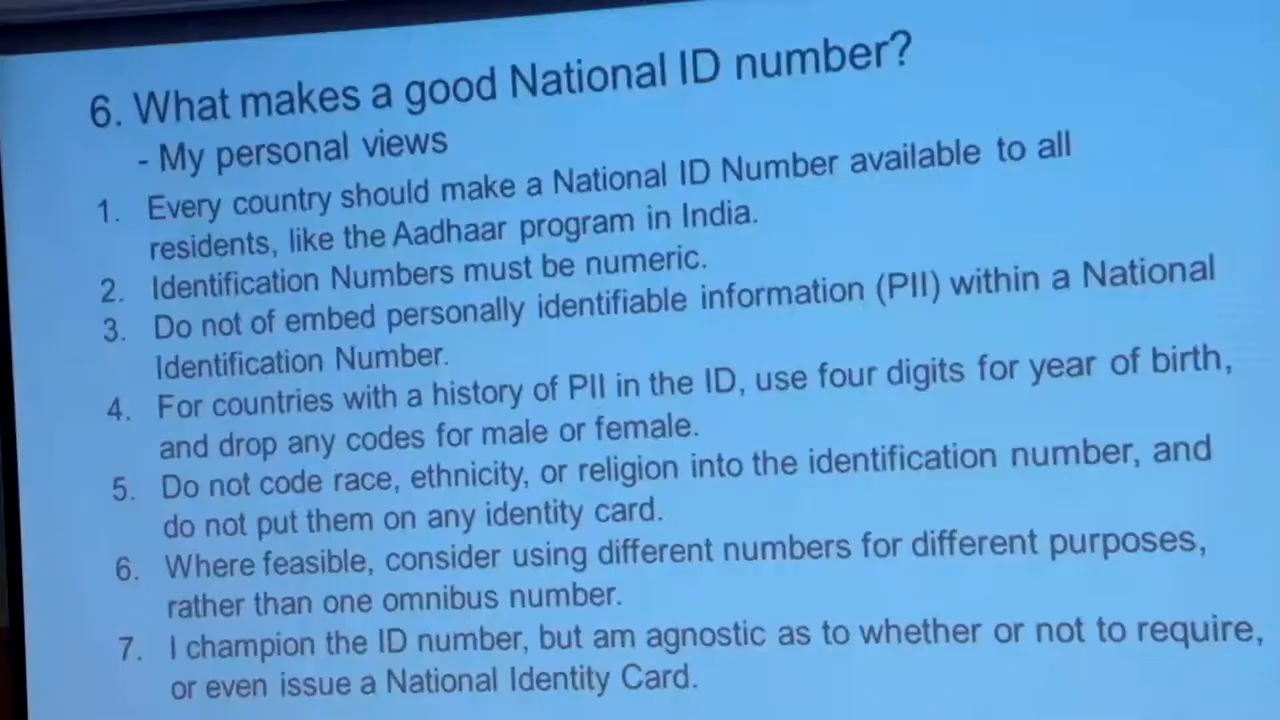 6. What makes a good National ID number?
- My personal views
1. Every country should make a National ID Number available to all
residents, like the Aadhaar program in India.
2. Identification Numbers must be numeric.
3. Do not of embed personally identifiable information (PII) within a National
Identification Number.
4. For countries with a history of PII in the ID, use four digits for year of birth,
and drop any codes for male or female.
5. Do not code race, ethnicity, or religion into the identification number, and
do not put them on any identity card.
6. Where feasible, consider using different numbers for different purposes,
rather than one omnibus number.
7. I champion the ID number, but am agnostic as to whether or not to require,
or even issue a National Identity Card.